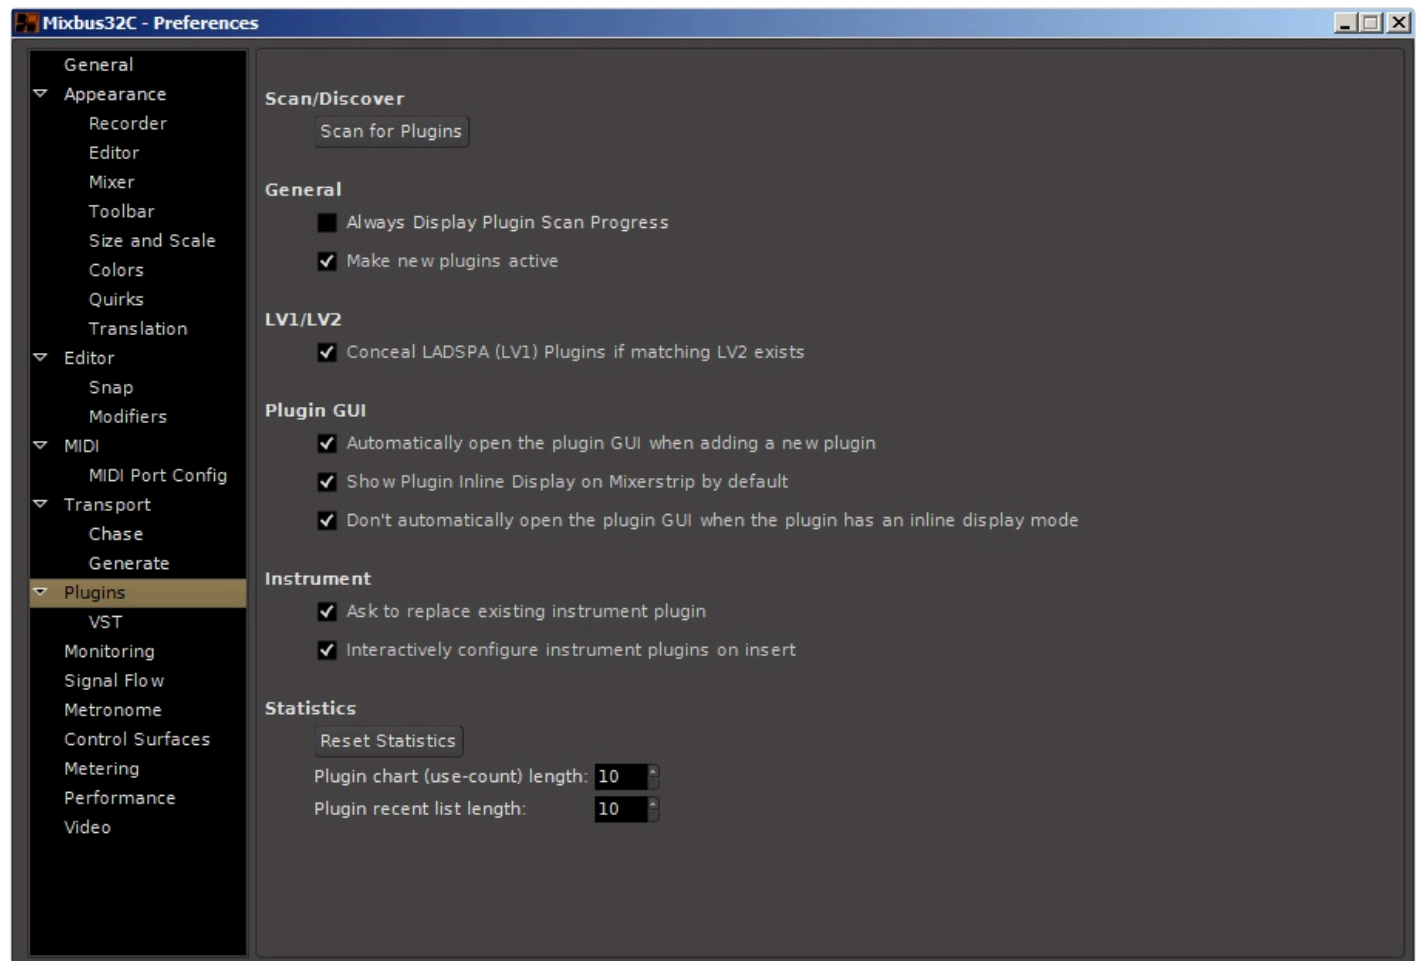 Mixbus32C - Preferences
General
Appearance
Recorder
Editor
Mixer
Toolbar
Size and Scale
Colors
Quirks
Translation
Editor
Snap
Modifiers
MIDI
MIDI Port Config
Transport
Chase
Generate
Plugins
VST
Monitoring
Signal Flow
Metronome
Control Surfaces
Metering
Performance
Video
Scan/Discover
Scan for Plugins
General
Always Display Plugin Scan Progress
Make new plugins active
LV1/LV2
Conceal LADSPA (LV1) Plugins if matching LV2 exists
Plugin GUI
Automatically open the plugin GUI when adding a new plugin
Show Plugin Inline Display on Mixerstrip by default
Don't automatically open the plugin GUI when the plugin has an inline display mode
Instrument
Ask to replace existing instrument plugin
Interactively configure instrument plugins on insert
Statistics
Reset Statistics
Plugin chart (use-count) length: 10
Plugin recent list length: 10